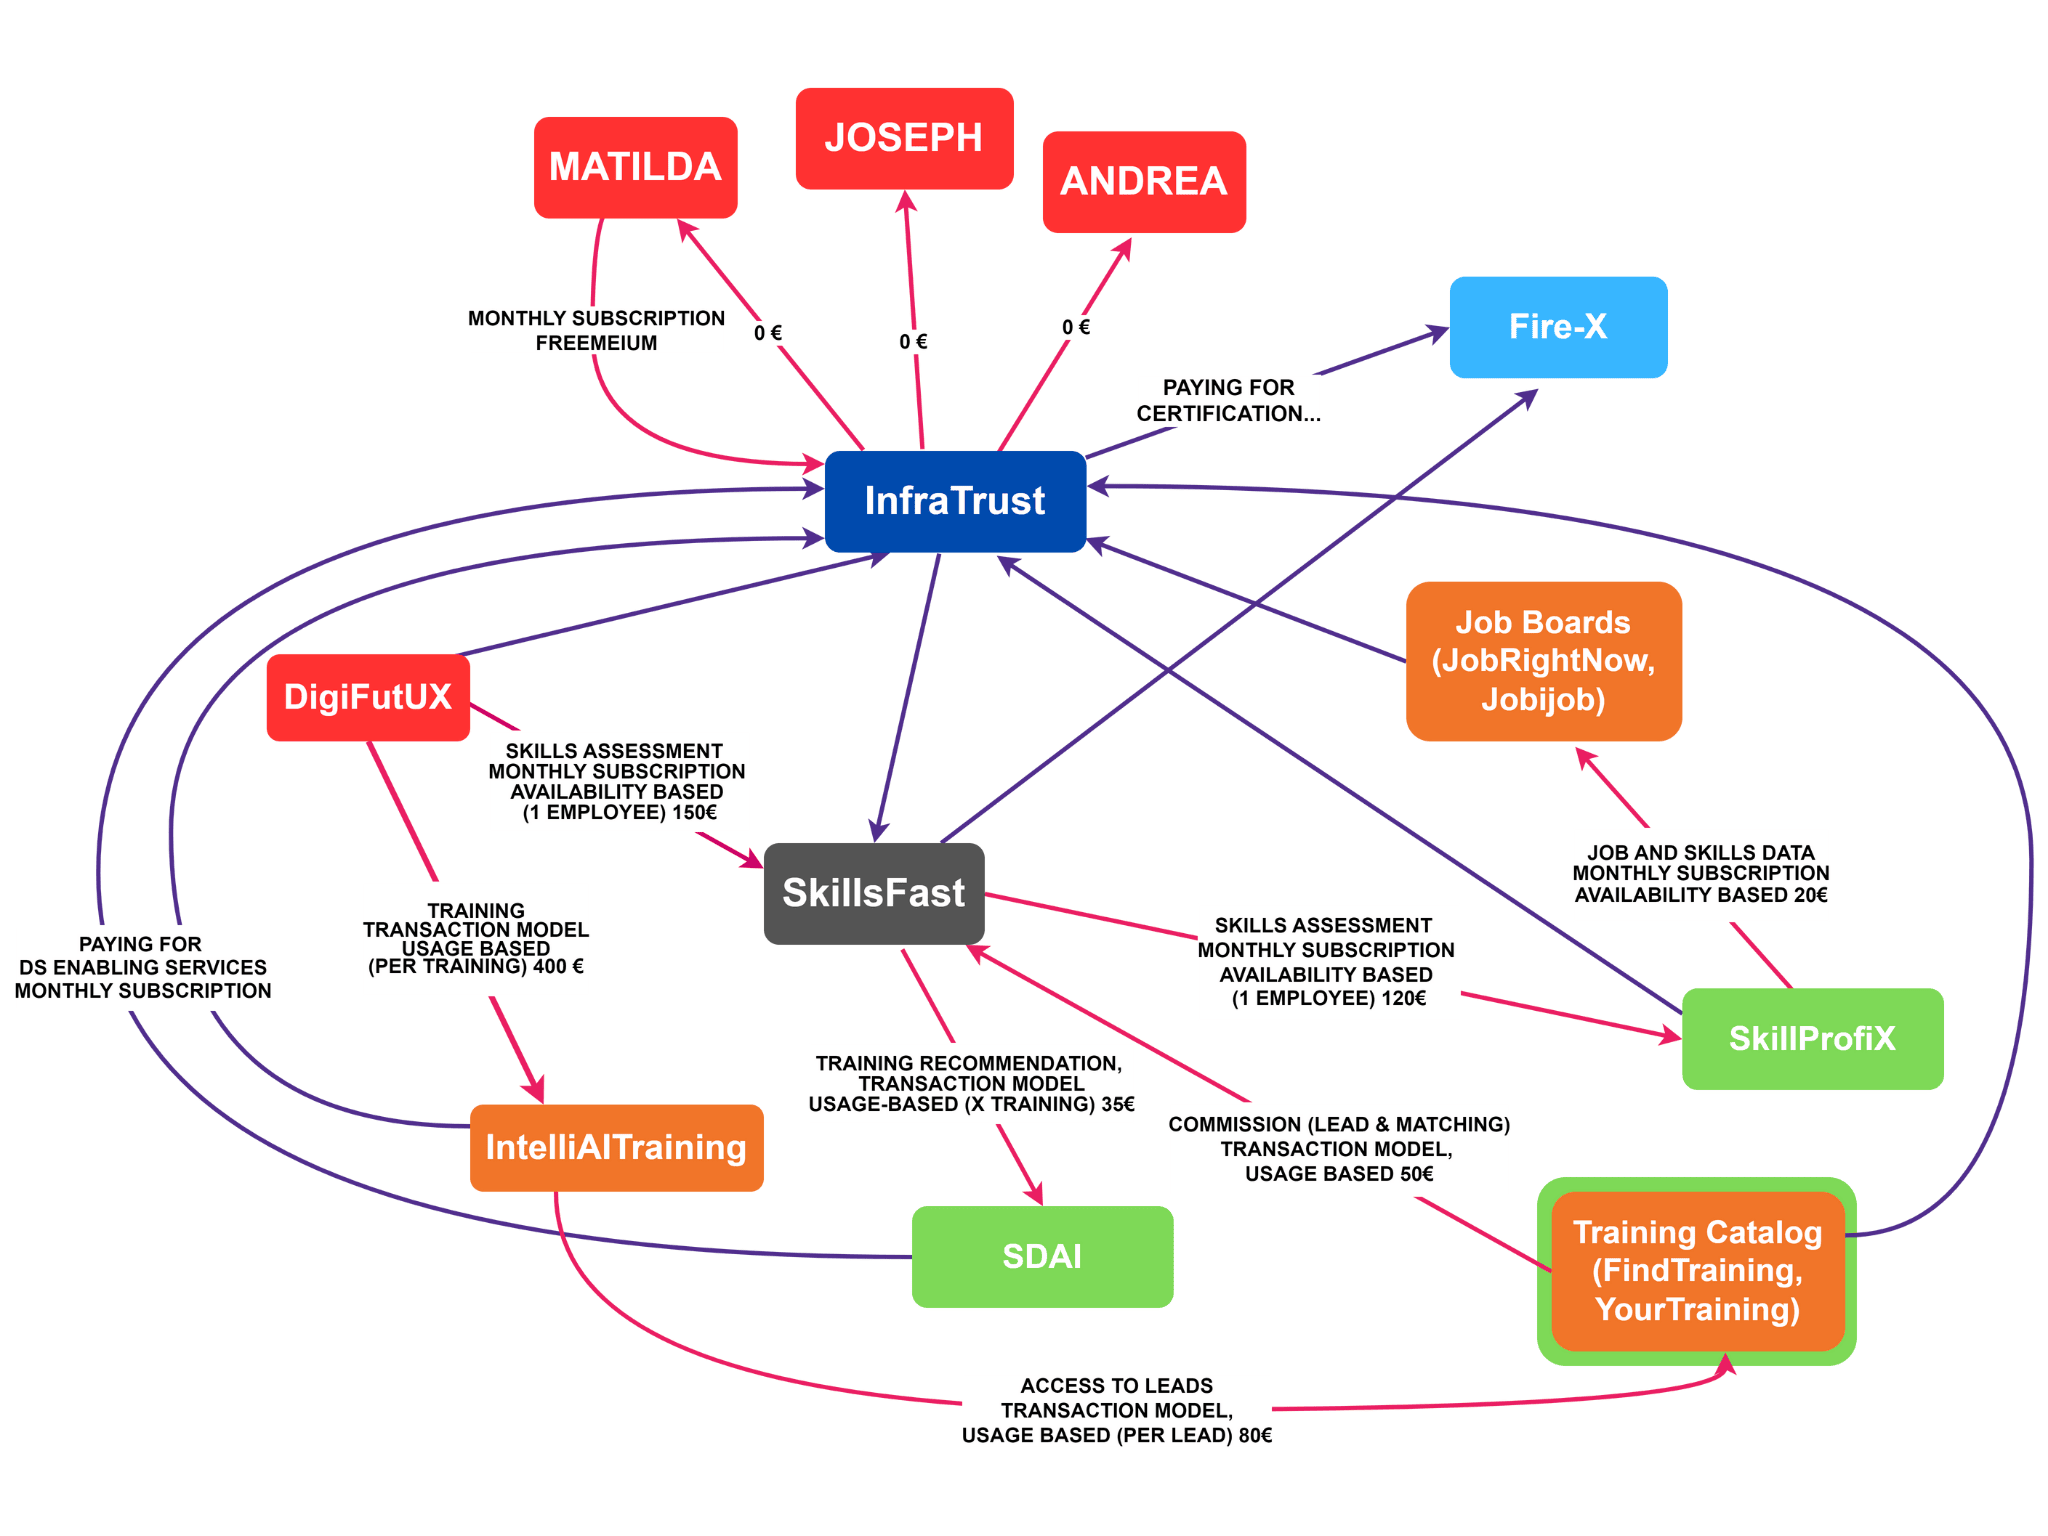 JOSEPH
MATILDA
ANDREA
MONTHLY SUBSCRIPTION
FREEMEIUM
0 €
0 €
0 €
Fire-X
PAYING FOR
CERTIFICATION...
InfraTrust
Job Boards
(JobRightNow,
Jobijob)
DigiFutUX
SKILLS ASSESSMENT
MONTHLY SUBSCRIPTION
AVAILABILITY BASED
(1 EMPLOYEE) 150€
SkillsFast
JOB AND SKILLS DATA
MONTHLY SUBSCRIPTION
AVAILABILITY BASED 20€
PAYING FOR
DS ENABLING SERVICES
MONTHLY SUBSCRIPTION
TRAINING
TRANSACTION MODEL
USAGE BASED
(PER TRAINING) 400 €
SKILLS ASSESSMENT
MONTHLY SUBSCRIPTION
AVAILABILITY BASED
(1 EMPLOYEE) 120€
SkillProfiX
TRAINING RECOMMENDATION,
TRANSACTION MODEL
USAGE-BASED (X TRAINING) 35€
COMMISSION (LEAD & MATCHING)
TRANSACTION MODEL,
USAGE BASED 50€
IntelliAITraining
SDAI
Training Catalog
(FindTraining,
YourTraining)
ACCESS TO LEADS
TRANSACTION MODEL,
USAGE BASED (PER LEAD) 80€